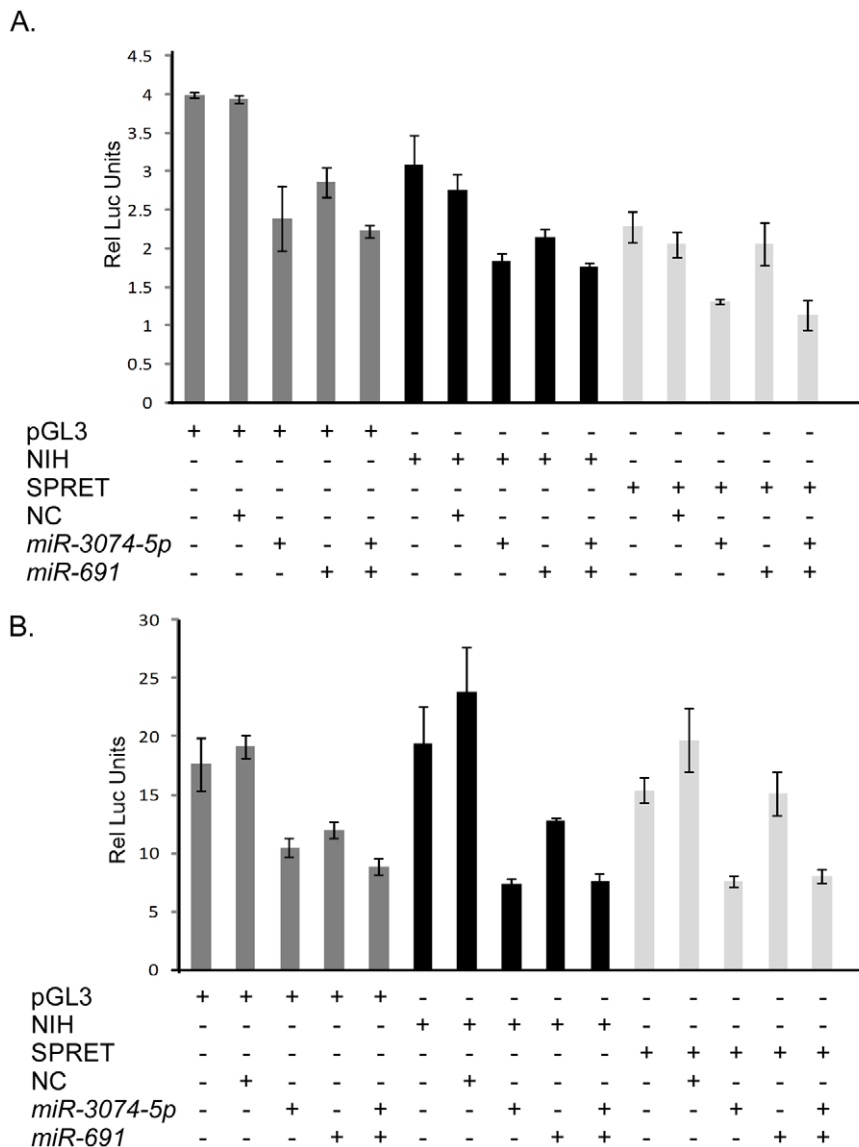 A.
4.5
4
3.5
3
2.5
2
1.5
1
0.5
0
Rel Luc Units
pGL3 + + + + + - - - - - - - - - -
NIH - - - - - + + + + + - - - - -
SPRET - - - - - - - - - - + + + + +
NC - + - - - - + - - - - + - - -
miR-3074-5p - - + - + - - + - + - - + - +
miR-691 - - - + + - - - + + - - - + +
B.
30
25
20
15
10
5
0
Rel Luc Units
pGL3 + + + + + - - - - - - - - - -
NIH - - - - - + + + + + - - - - -
SPRET - - - - - - - - - - + + + + +
NC - + - - - - + - - - - + - - -
miR-3074-5p - - + - + - - + - + - - + - +
miR-691 - - - + + - - - + + - - - + +